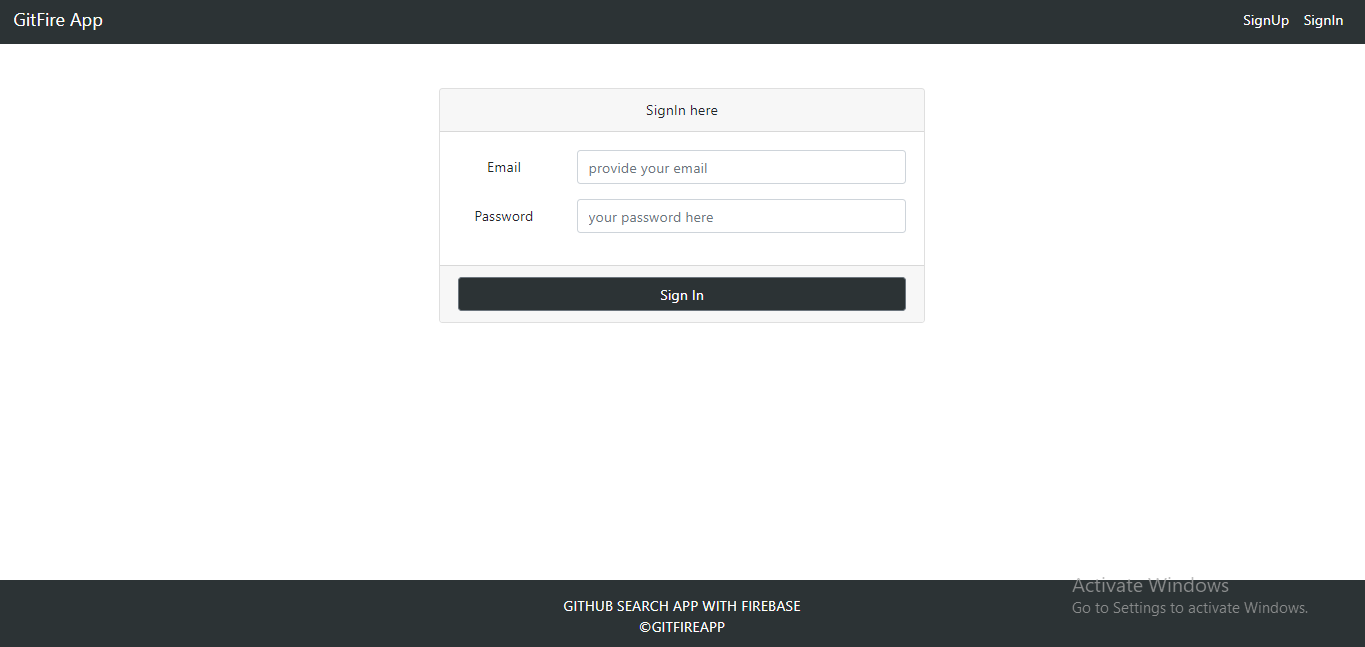 GitFire App
SignUp SignIn
SignIn here
Email provide your email
Password your password here
Sign In
Activate Windows
GITHUB SEARCH APP WITH FIREBASE Go to Settings to activate Windows.
©GITFIREAPP